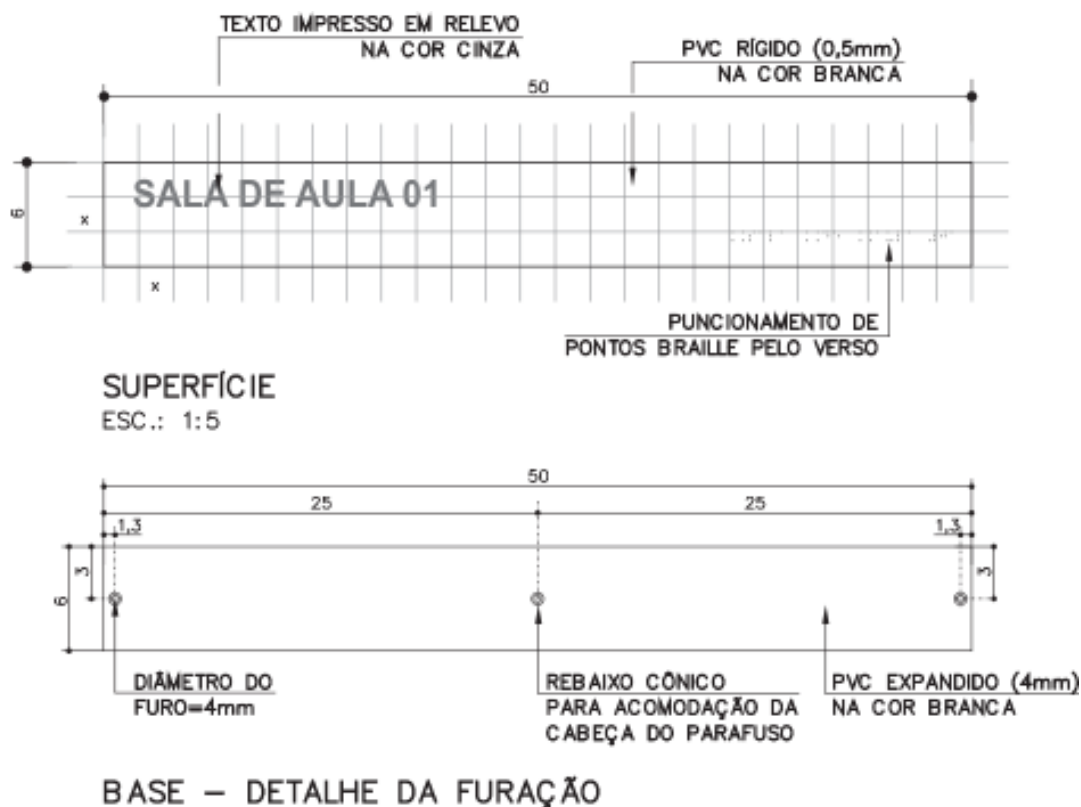 TEXTO IMPRESSO EM RELEVO
NA COR CINZA
PVC RÍGIDO (0,5mm)
NA COR BRANCA
50
6
SALA DE AULA 01
x
x
PUNCIONAMENTO DE
PONTOS BRAILLE PELO VERSO
SUPERFÍCIE
ESC.: 1:5
50
25
25
1,3
1,3
3
6
3
DIÂMETRO DO
FURO=4mm
REBAIXO CÔNICO
PARA ACOMODAÇÃO DA
CABEÇA DO PARAFUSO
PVC EXPANDIDO (4mm)
NA COR BRANCA
BASE – DETALHE DA FURAÇÃO